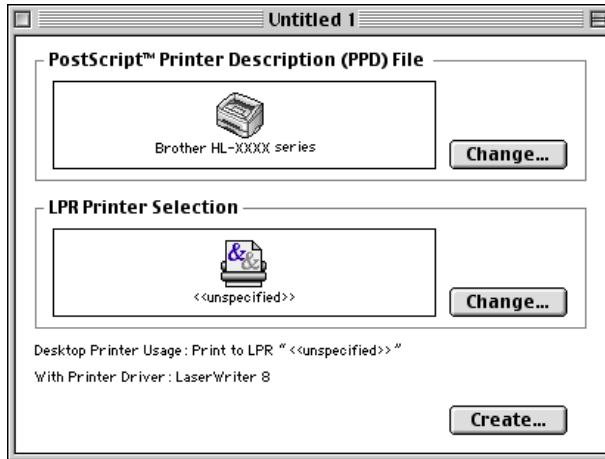 Untitled 1
PostScript™ Printer Description (PPD) File
Brother HL-XXXX series
Change...
LPR Printer Selection
&&
<<unspecified>>
Change...
Desktop Printer Usage : Print to LPR “ <<unspecified>> ”
With Printer Driver : LaserWriter 8
Create...